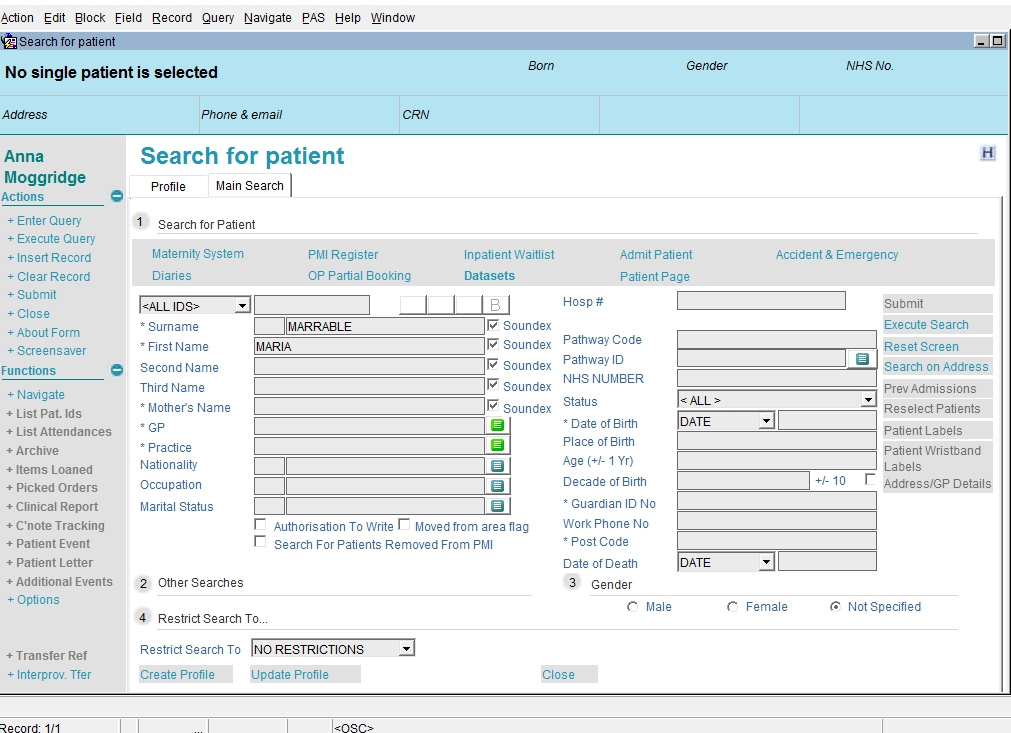 Action Edit Block Field Record Query Navigate PAS Help Window
Search for patient
No single patient is selected Born Gender NHS No.
Address Phone & email CRN
Anna
Moggridge
Actions
+ Enter Query
+ Execute Query
+ Insert Record
+ Clear Record
+ Submit
+ Close
+ About Form
+ Screensaver
Functions
+ Navigate
+ List Pat. Ids
+ List Attendances
+ Archive
+ Items Loaned
+ Picked Orders
+ Clinical Report
+ C'note Tracking
+ Patient Event
+ Patient Letter
+ Additional Events
+ Options
+ Transfer Ref
+ Interprov. Tfer
Search for patient H
Profile Main Search
1 Search for Patient
Maternity System PMI Register Inpatient Waitlist Admit Patient Accident & Emergency
Diaries OP Partial Booking Datasets Patient Page
<ALL IDS> B
* Surname MARRABLE Soundex
* First Name MARIA Soundex
Second Name Soundex
Third Name Soundex
* Mother's Name Soundex
* GP
* Practice
Nationality
Occupation
Marital Status
Authorisation To Write Moved from area flag
Search For Patients Removed From PMI
Hosp #
Pathway Code
Pathway ID
NHS NUMBER
Status < ALL >
* Date of Birth DATE
Place of Birth
Age (+/- 1 Yr)
Decade of Birth +/- 10
* Guardian ID No
Work Phone No
* Post Code
Date of Death DATE
Submit
Execute Search
Reset Screen
Search on Address
Prev Admissions
Reselect Patients
Patient Labels
Patient Wristband
Labels
Address/GP Details
2 Other Searches
3 Gender
Male Female Not Specified
4 Restrict Search To...
Restrict Search To NO RESTRICTIONS
Create Profile Update Profile Close
Record: 1/1 ... <OSC>